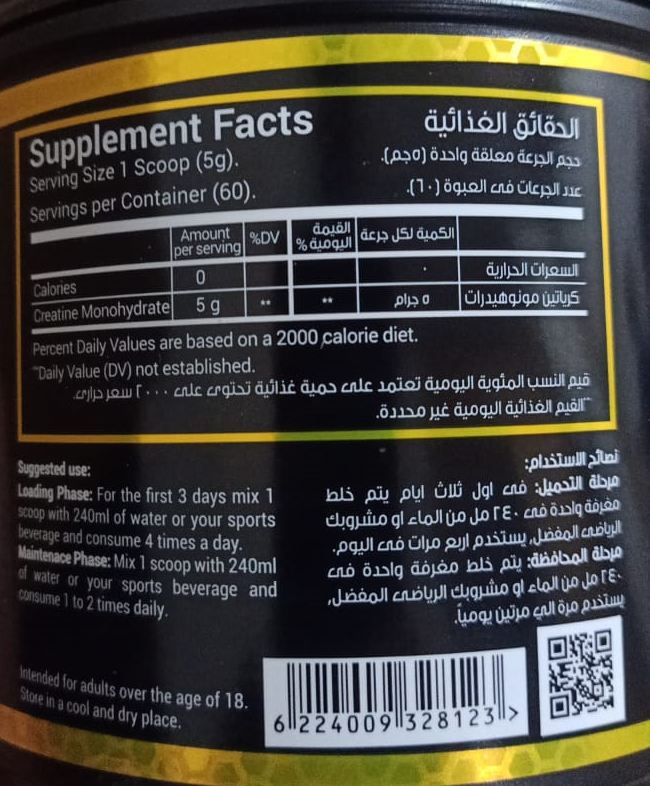 Supplement Facts
Serving Size 1 Scoop (5g).
Servings per Container (60).
الحقائق الغذائية
حجم الجرعة معلقة واحدة (٥جم).
عدد الجرعات فى العبوة (٦٠).
Amount per serving %DV القيمة اليومية % الكمية لكل جرعة
Calories 0 ٠ السعرات الحرارية
Creatine Monohydrate 5 g ** ** ٥ جرام كرياتين مونوهيدرات
Percent Daily Values are based on a 2000 calorie diet.
**Daily Value (DV) not established.
قيم النسب المئوية اليومية تعتمد على حمية غذائية تحتوى على ٢٠٠٠ سعر حرارى.
**القيم الغذائية اليومية غير محددة.
Suggested use:
Loading Phase: For the first 3 days mix 1
scoop with 240ml of water or your sports
beverage and consume 4 times a day.
Maintenace Phase: Mix 1 scoop with 240ml
of water or your sports beverage and
consume 1 to 2 times daily.
نصائح الاستخدام:
مرحلة التحميل: فى اول ثلاث ايام يتم خلط
مغرفة واحدة فى ٢٤٠ مل من الماء او مشروبك
الرياضى المفضل، يستخدم اربع مرات فى اليوم.
مرحلة المحافظة: يتم خلط مغرفة واحدة فى
٢٤٠ مل من الماء او مشروبك الرياضى المفضل،
يستخدم مرة الي مرتين يومياً.
Intended for adults over the age of 18.
Store in a cool and dry place.
6 224009 328123 >